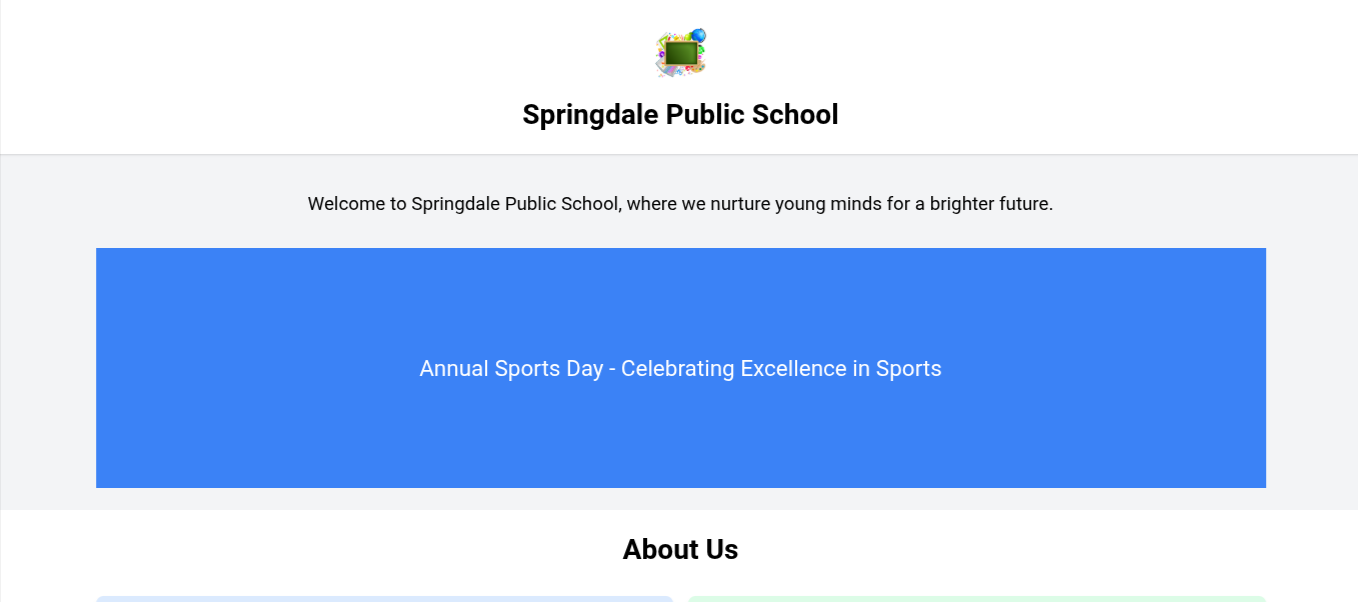 Springdale Public School
Welcome to Springdale Public School, where we nurture young minds for a brighter future.
Annual Sports Day - Celebrating Excellence in Sports
About Us